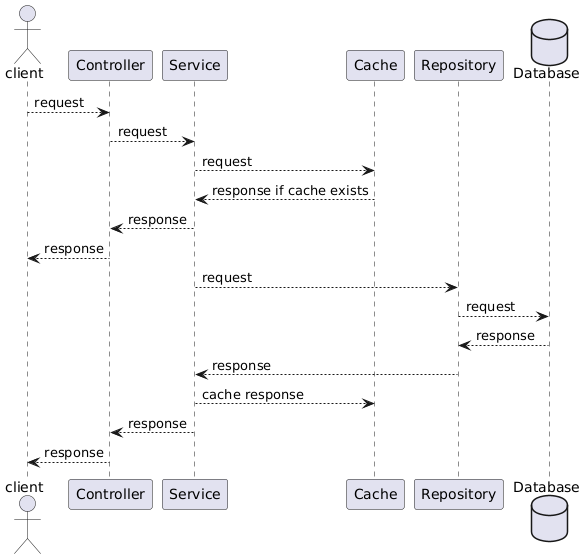 client
Controller
Service
Cache
Repository
Database
request
request
request
response if cache exists
response
response
request
request
response
response
cache response
response
response
client
Controller
Service
Cache
Repository
Database